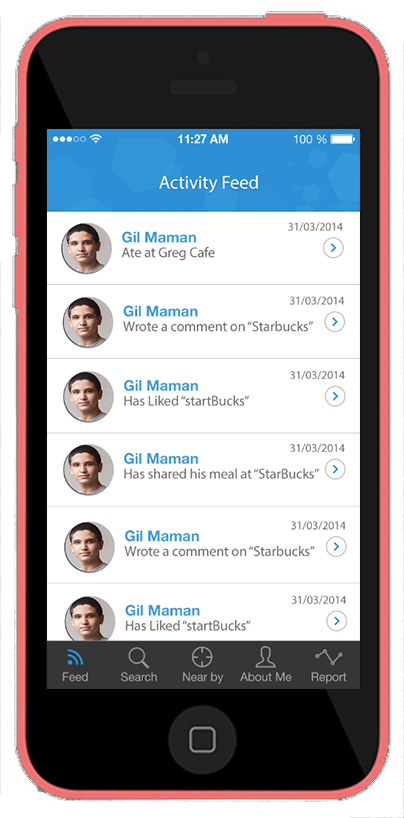 11:27 AM 100 %
Activity Feed
31/03/2014
Gil Maman
Ate at Greg Cafe
31/03/2014
Gil Maman
Wrote a comment on “Starbucks”
31/03/2014
Gil Maman
Has Liked “startBucks”
31/03/2014
Gil Maman
Has shared his meal at “StarBucks”
31/03/2014
Gil Maman
Wrote a comment on “Starbucks”
31/03/2014
Gil Maman
Has Liked “startBucks”
Feed Search Near by About Me Report